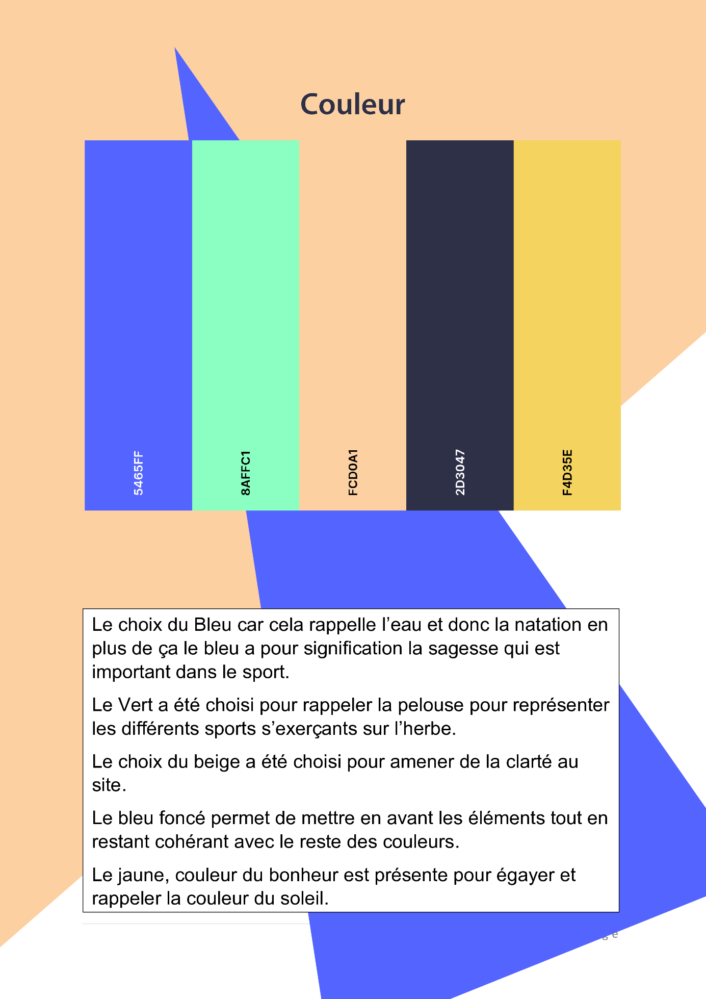 Couleur
5465FF
8AFFC1
FCD0A1
2D3047
F4D35E
Le choix du Bleu car cela rappelle l’eau et donc la natation en
plus de ça le bleu a pour signification la sagesse qui est
important dans le sport.
Le Vert a été choisi pour rappeler la pelouse pour représenter
les différents sports s’exerçants sur l’herbe.
Le choix du beige a été choisi pour amener de la clarté au
site.
Le bleu foncé permet de mettre en avant les éléments tout en
restant cohérant avec le reste des couleurs.
Le jaune, couleur du bonheur est présente pour égayer et
rappeler la couleur du soleil.